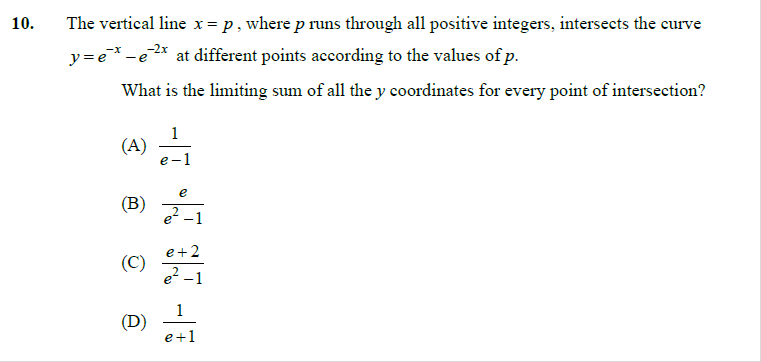 10. The vertical line x = p, where p runs through all positive integers, intersects the curve
y = e^{-x} - e^{-2x} at different points according to the values of p.
What is the limiting sum of all the y coordinates for every point of intersection?
(A) \frac{1}{e-1}
(B) \frac{e}{e^2-1}
(C) \frac{e+2}{e^2-1}
(D) \frac{1}{e+1}